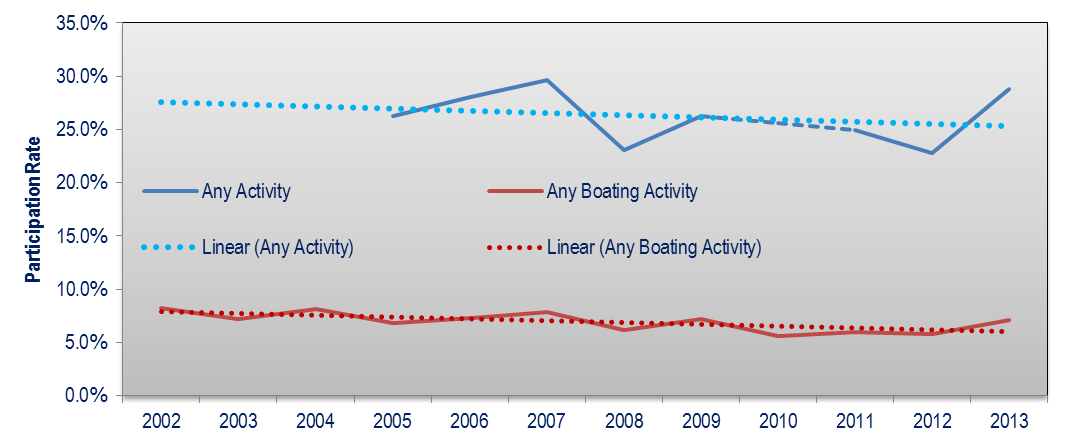 35.0%
30.0%
25.0%
20.0%
15.0%
10.0%
5.0%
0.0%
Participation Rate
Any Activity
Any Boating Activity
Linear (Any Activity)
Linear (Any Boating Activity)
2002 2003 2004 2005 2006 2007 2008 2009 2010 2011 2012 2013